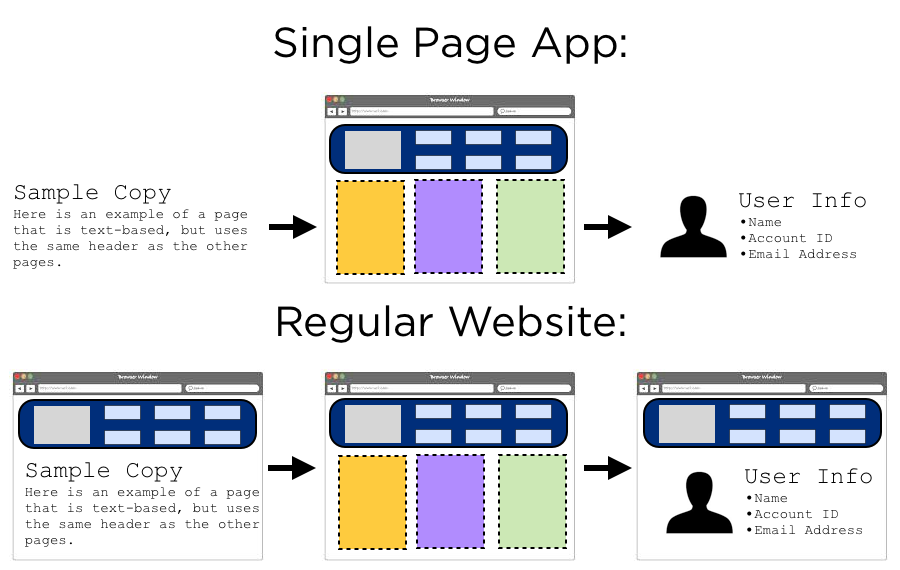 Single Page App:
Browser Window
http://www.url.com
Search
Sample Copy
Here is an example of a page
that is text-based, but uses
the same header as the other
pages.
User Info
•Name
•Account ID
•Email Address
Regular Website:
Browser Window
http://www.url.com
Search
Sample Copy
Here is an example of a page
that is text-based, but uses
the same header as the other
pages.
Browser Window
http://www.url.com
Search
Browser Window
http://www.url.com
Search
User Info
•Name
•Account ID
•Email Address